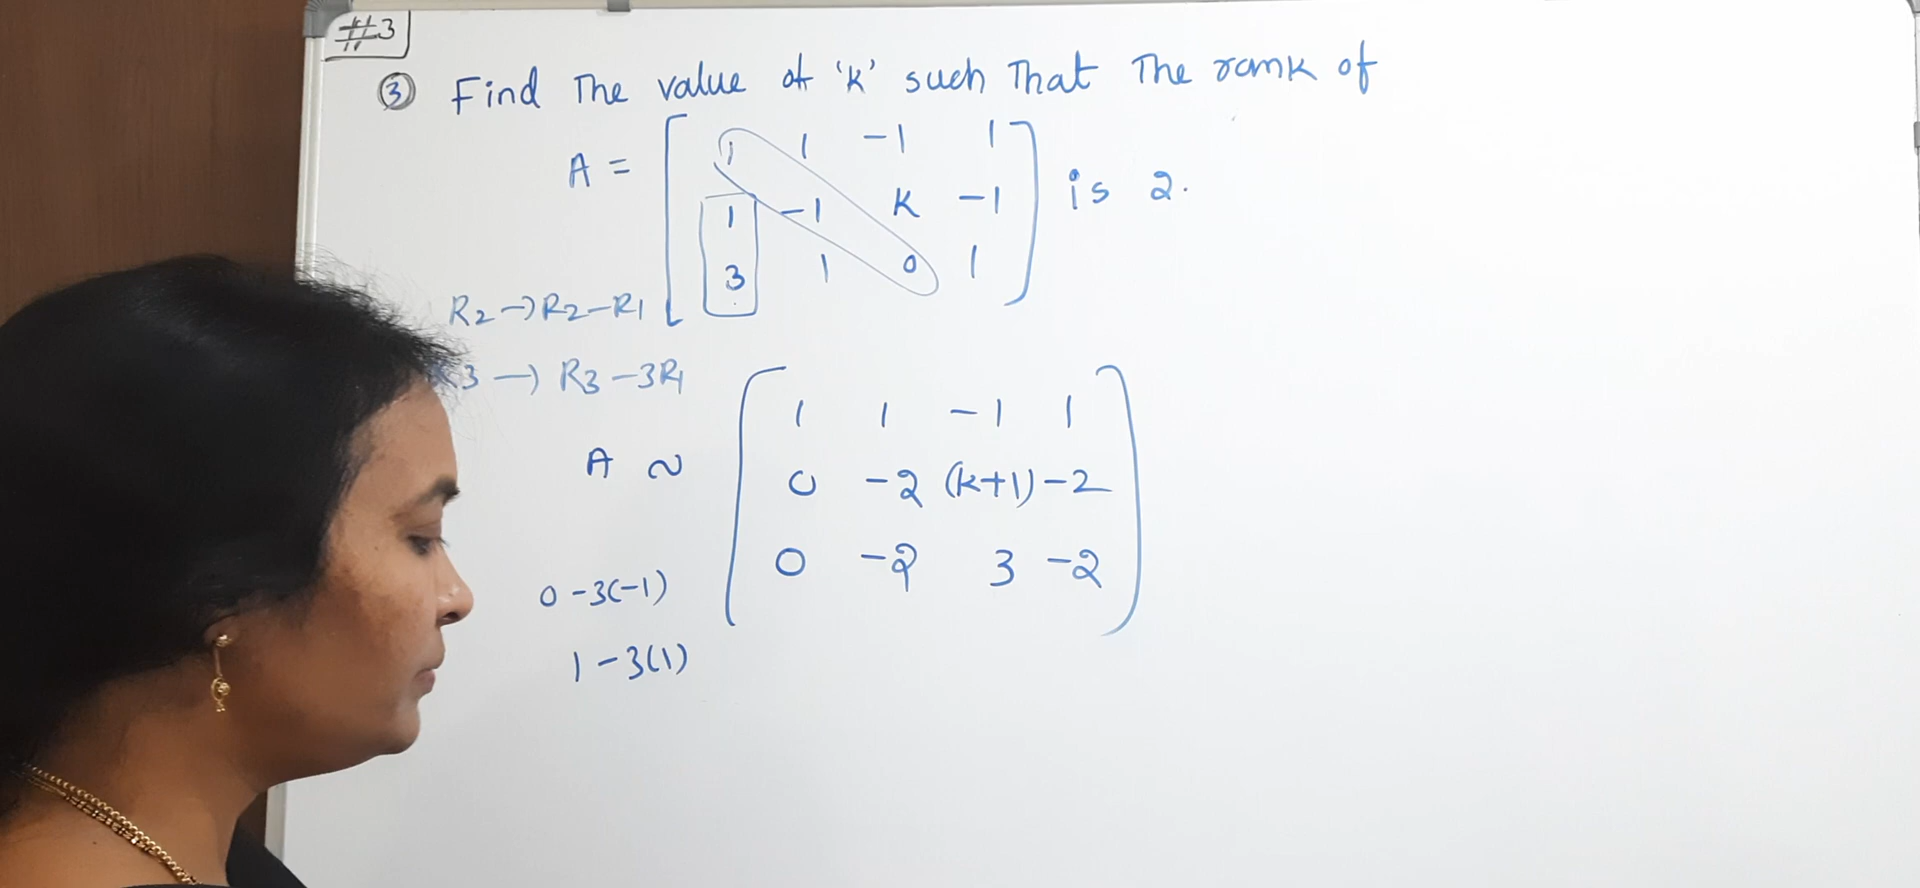 #3
③ Find The value of 'k' such That The rank of
A = [ 1 1 -1 1
1 -1 K -1
3 1 0 1 ] is 2.
R2 → R2 - R1
R3 → R3 - 3R1
A ~ [ 1 1 -1 1
0 -2 (k+1) -2
0 -2 3 -2 ]
0 - 3(-1)
1 - 3(1)